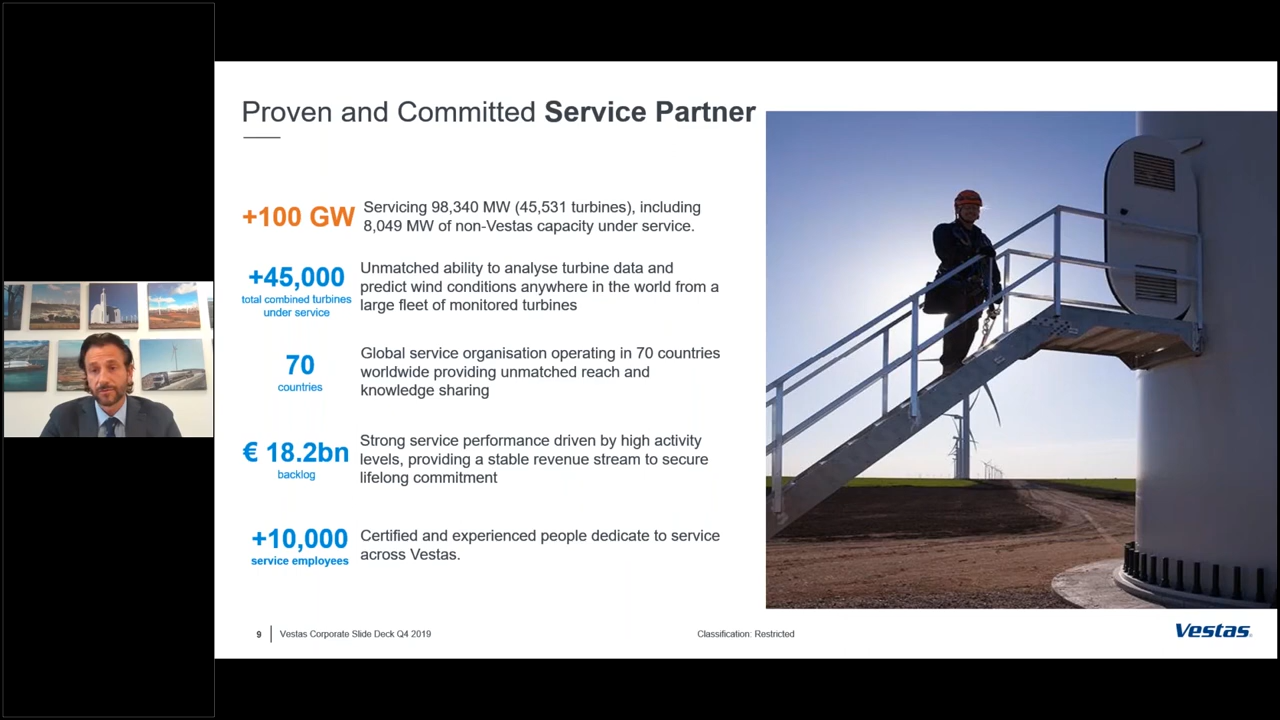 Proven and Committed Service Partner
+100 GW
Servicing 98,340 MW (45,531 turbines), including
8,049 MW of non-Vestas capacity under service.
+45,000
total combined turbines
under service
Unmatched ability to analyse turbine data and
predict wind conditions anywhere in the world from a
large fleet of monitored turbines
70
countries
Global service organisation operating in 70 countries
worldwide providing unmatched reach and
knowledge sharing
€ 18.2bn
backlog
Strong service performance driven by high activity
levels, providing a stable revenue stream to secure
lifelong commitment
+10,000
service employees
Certified and experienced people dedicate to service
across Vestas.
9
Vestas Corporate Slide Deck Q4 2019
Classification: Restricted
Vestas.